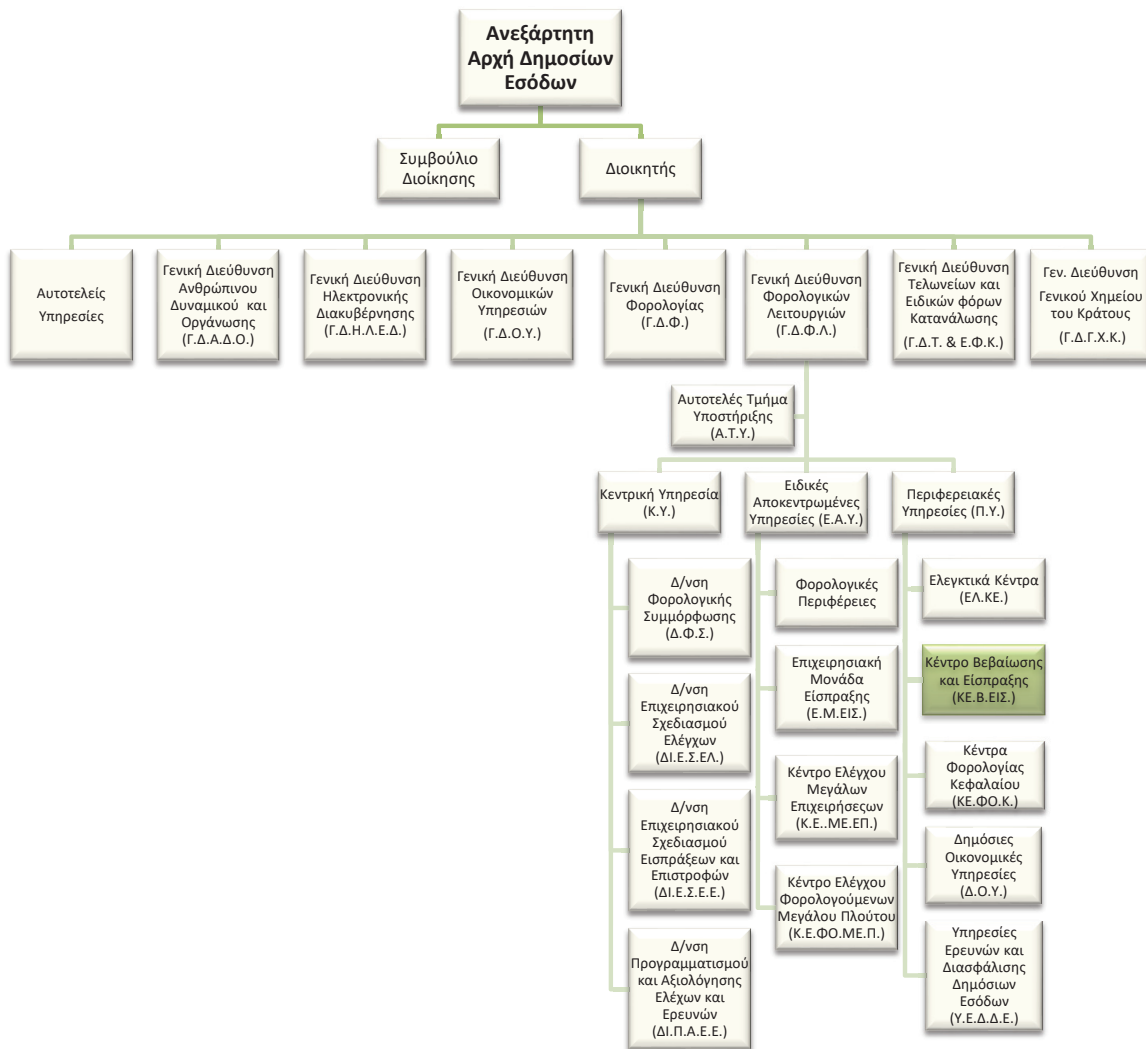 Ανεξάρτητη
Αρχή Δημοσίων
Εσόδων
Συμβούλιο
Διοίκησης
Διοικητής
Αυτοτελείς
Υπηρεσίες
Γενική Διεύθυνση
Ανθρώπινου
Δυναμικού και
Οργάνωσης
(Γ.Δ.Α.Δ.Ο.)
Γενική Διεύθυνση
Ηλεκτρονικής
Διακυβέρνησης
(Γ.Δ.Η.Λ.Ε.Δ.)
Γενική Διεύθυνση
Οικονομικών
Υπηρεσιών
(Γ.Δ.Ο.Υ.)
Γενική Διεύθυνση
Φορολογίας
(Γ.Δ.Φ.)
Γενική Διεύθυνση
Φορολογικών
Λειτουργιών
(Γ.Δ.Φ.Λ.)
Γενική Διεύθυνση
Τελωνείων και
Ειδικών φόρων
Κατανάλωσης
(Γ.Δ.Τ. & Ε.Φ.Κ.)
Γεν. Διεύθυνση
Γενικού Χημείου
του Κράτους
(Γ.Δ.Γ.Χ.Κ.)
Αυτοτελές Τμήμα
Υποστήριξης
(Α.Τ.Υ.)
Κεντρική Υπηρεσία
(Κ.Υ.)
Ειδικές
Αποκεντρωμένες
Υπηρεσίες (Ε.Α.Υ.)
Περιφερειακές
Υπηρεσίες (Π.Υ.)
Δ/νση
Φορολογικής
Συμμόρφωσης
(Δ.Φ.Σ.)
Δ/νση
Επιχειρησιακού
Σχεδιασμού
Ελέγχων
(ΔΙ.Ε.Σ.ΕΛ.)
Δ/νση
Επιχειρησιακού
Σχεδιασμού
Εισπράξεων και
Επιστροφών
(ΔΙ.Ε.Σ.Ε.Ε.)
Δ/νση
Προγραμματισμού
και Αξιολόγησης
Ελέχων και
Ερευνών
(ΔΙ.Π.Α.Ε.Ε.)
Φορολογικές
Περιφέρειες
Επιχειρησιακή
Μονάδα
Είσπραξης
(Ε.Μ.ΕΙΣ.)
Κέντρο Ελέγχου
Μεγάλων
Επιχειρήσεςων
(Κ.Ε..ΜΕ.ΕΠ.)
Κέντρο Ελέγχου
Φορολογούμενων
Μεγάλου Πλούτου
(Κ.Ε.ΦΟ.ΜΕ.Π.)
Ελεγκτικά Κέντρα
(ΕΛ.ΚΕ.)
Κέντρο Βεβαίωσης
και Είσπραξης
(ΚΕ.Β.ΕΙΣ.)
Κέντρα
Φορολογίας
Κεφαλαίου
(ΚΕ.ΦΟ.Κ.)
Δημόσιες
Οικονομικές
Υπηρεσίες
(Δ.Ο.Υ.)
Υπηρεσίες
Ερευνών και
Διασφάλισης
Δημόσιων
Εσόδων
(Υ.Ε.Δ.Δ.Ε.)